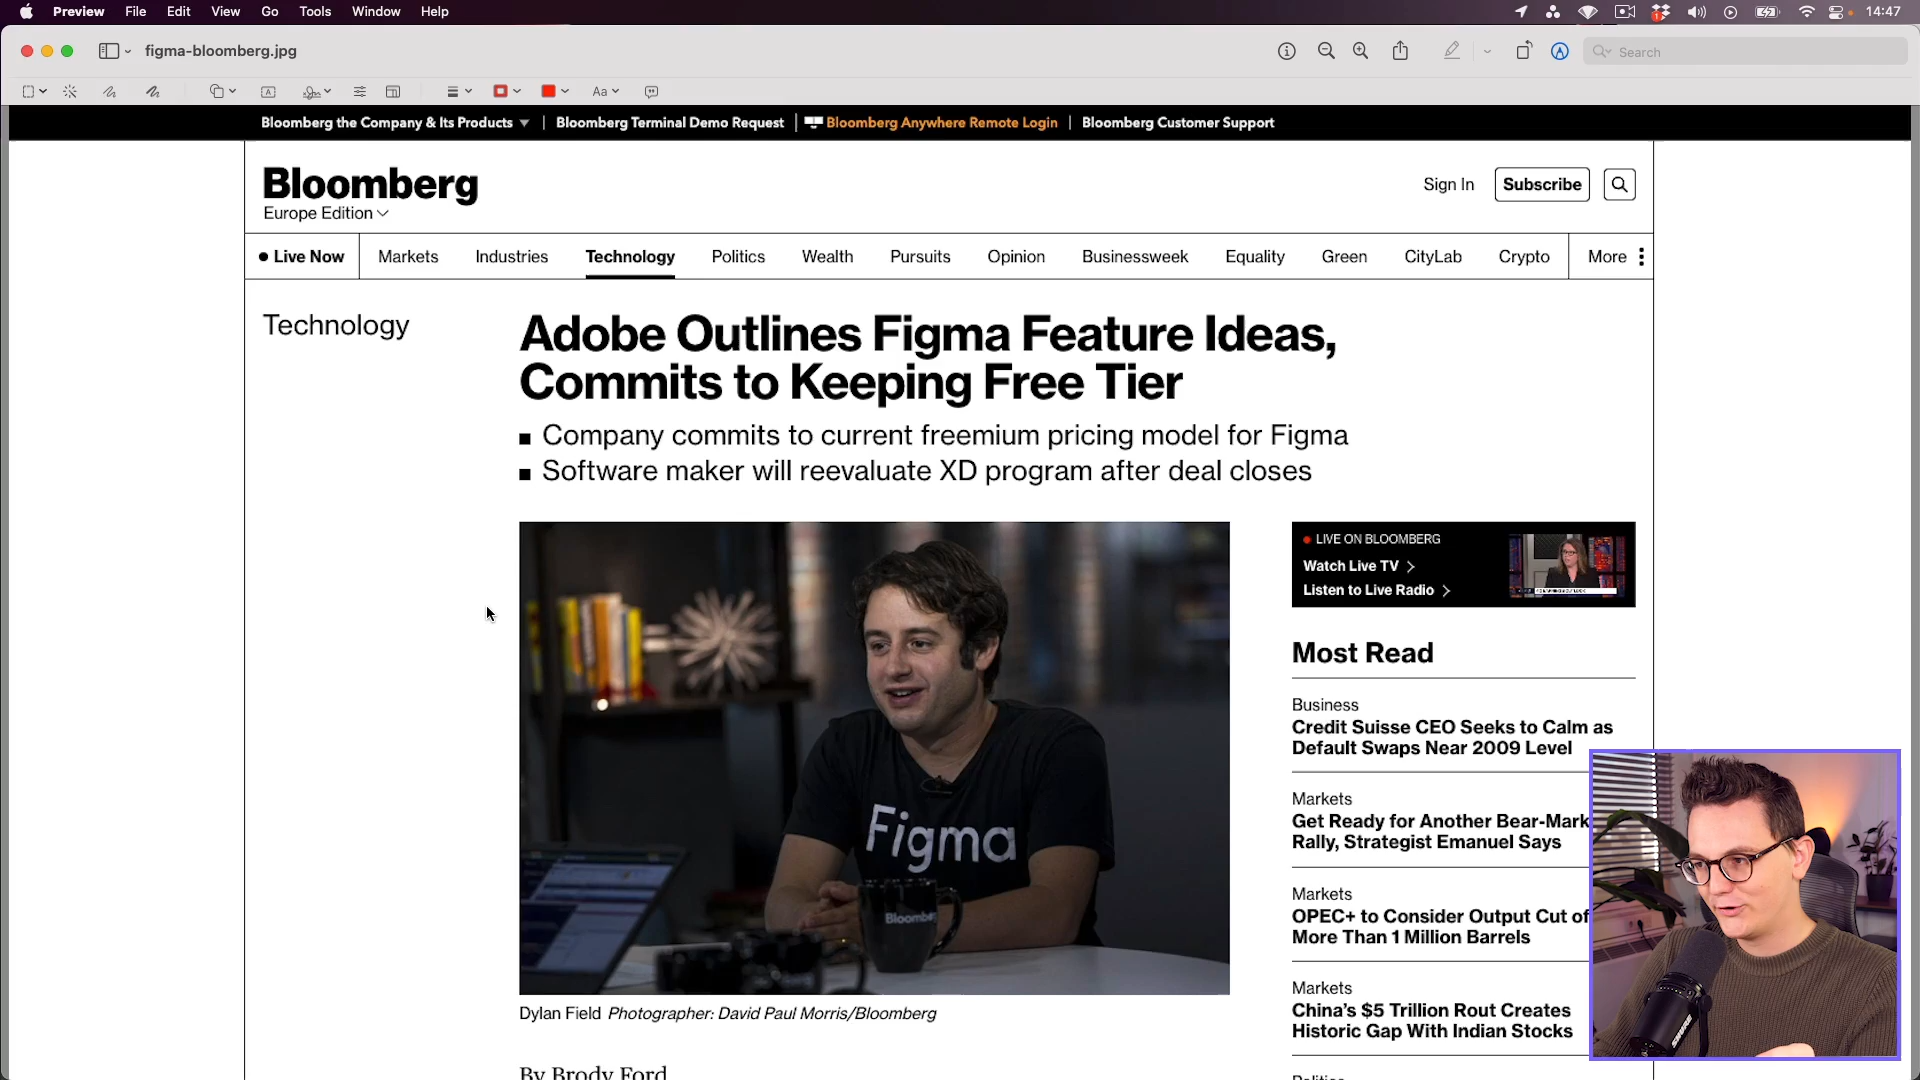 Preview File Edit View Go Tools Window Help 14:47
figma-bloomberg.jpg Search
Bloomberg the Company & Its Products Bloomberg Terminal Demo Request Bloomberg Anywhere Remote Login Bloomberg Customer Support
Bloomberg
Europe Edition
Sign In Subscribe
Live Now Markets Industries Technology Politics Wealth Pursuits Opinion Businessweek Equality Green CityLab Crypto More
Technology
Adobe Outlines Figma Feature Ideas,
Commits to Keeping Free Tier
Company commits to current freemium pricing model for Figma
Software maker will reevaluate XD program after deal closes
Figma
Bloomb
Dylan Field Photographer: David Paul Morris/Bloomberg
By Brody Ford
LIVE ON BLOOMBERG
Watch Live TV
Listen to Live Radio
Most Read
Business
Credit Suisse CEO Seeks to Calm as
Default Swaps Near 2009 Level
Markets
Get Ready for Another Bear-Mark
Rally, Strategist Emanuel Says
Markets
OPEC+ to Consider Output Cut of
More Than 1 Million Barrels
Markets
China's $5 Trillion Rout Creates
Historic Gap With Indian Stocks
SHURE